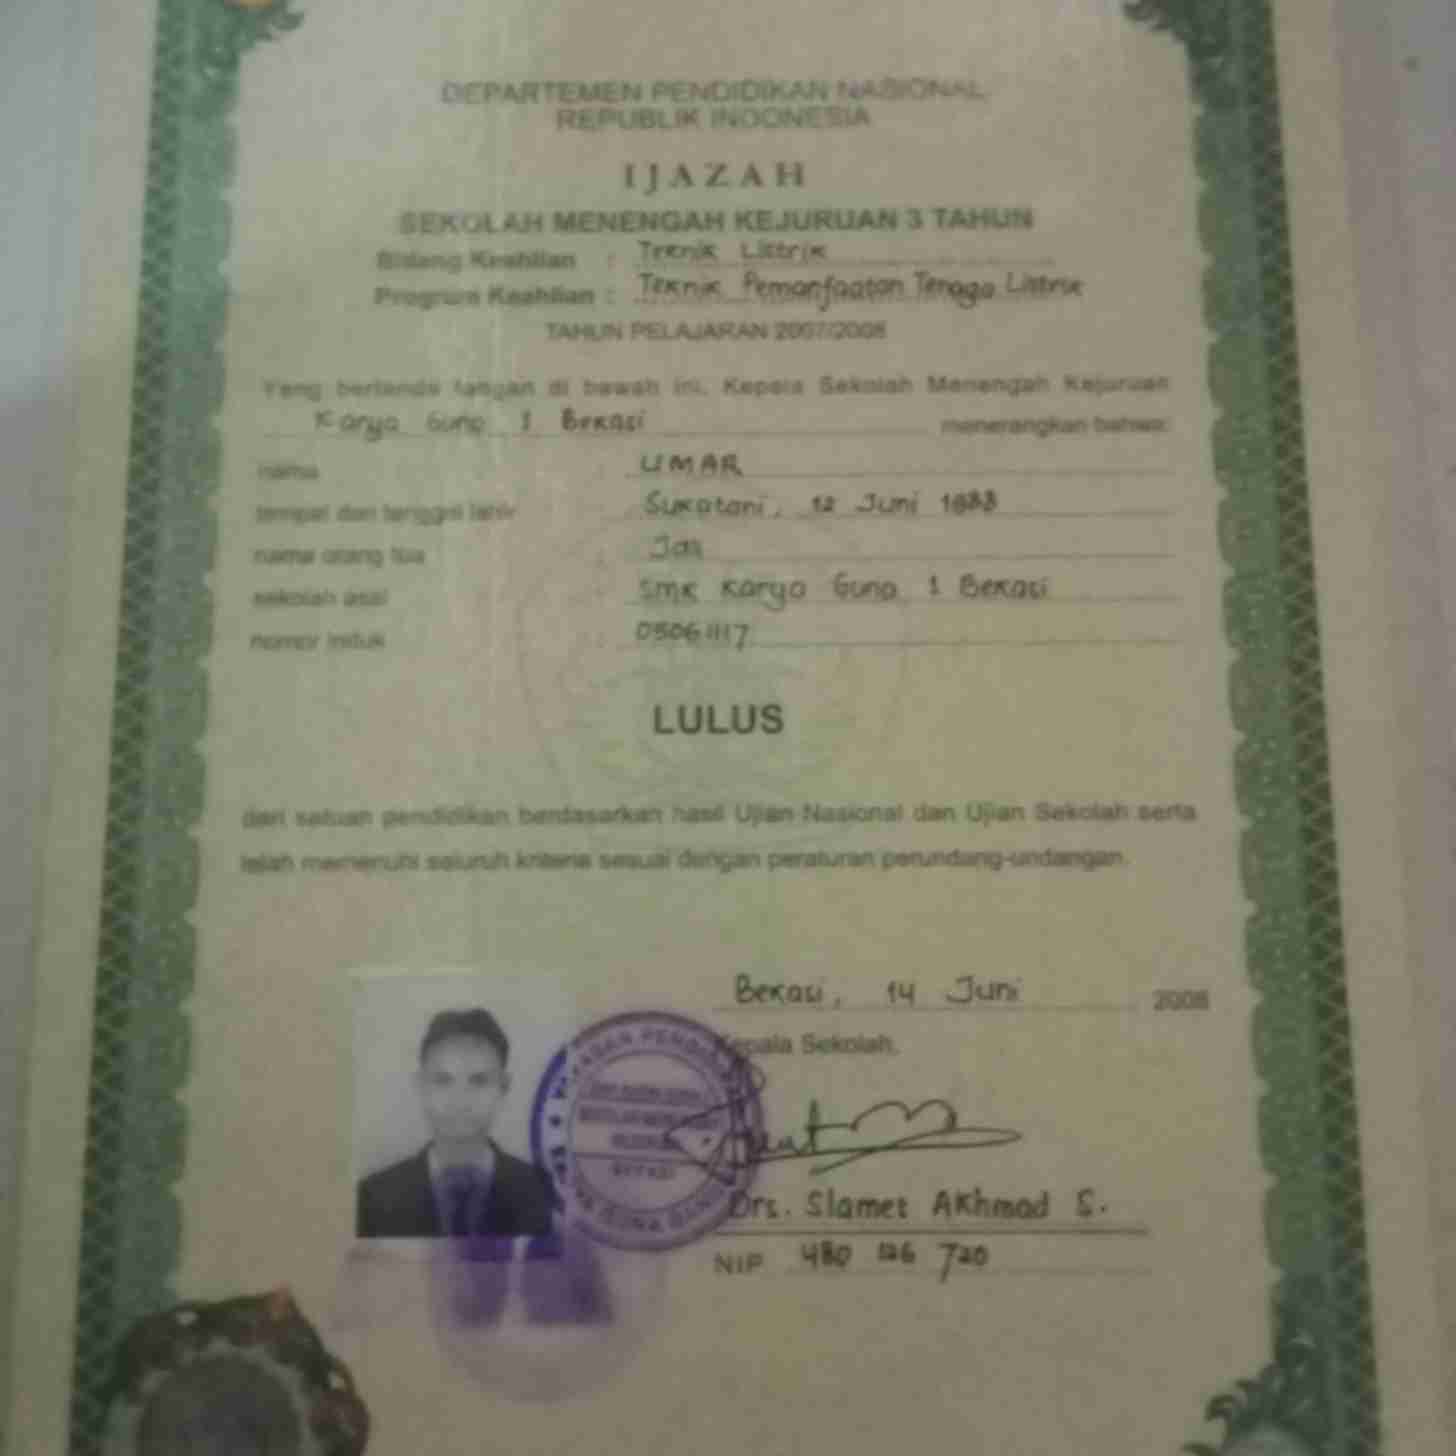 DEPARTEMEN PENDIDIKAN NASIONAL
REPUBLIK INDONESIA
IJAZAH
SEKOLAH MENENGAH KEJURUAN 3 TAHUN
Bidang Keahlian : Teknik Listrik
Program Keahlian : Teknik Pemanfaatan Tenaga Listrik
TAHUN PELAJARAN 2007/2008
Yang bertanda tangan di bawah ini, Kepala Sekolah Menengah Kejuruan
Karya Guna 1 Bekasi menerangkan bahwa:
nama : UMAR
tempat dan tanggal lahir : Sukatani, 12 Juni 1988
nama orang tua :
sekolah asal : SMK Karya Guna 1 Bekasi
nomor induk : 05061117
LULUS
dari satuan pendidikan berdasarkan hasil Ujian Nasional dan Ujian Sekolah serta
telah memenuhi seluruh kriteria sesuai dengan peraturan perundang-undangan.
Bekasi, 14 Juni 2008
Kepala Sekolah,
Drs. Slamet Akhmad S.
NIP 480 126 720